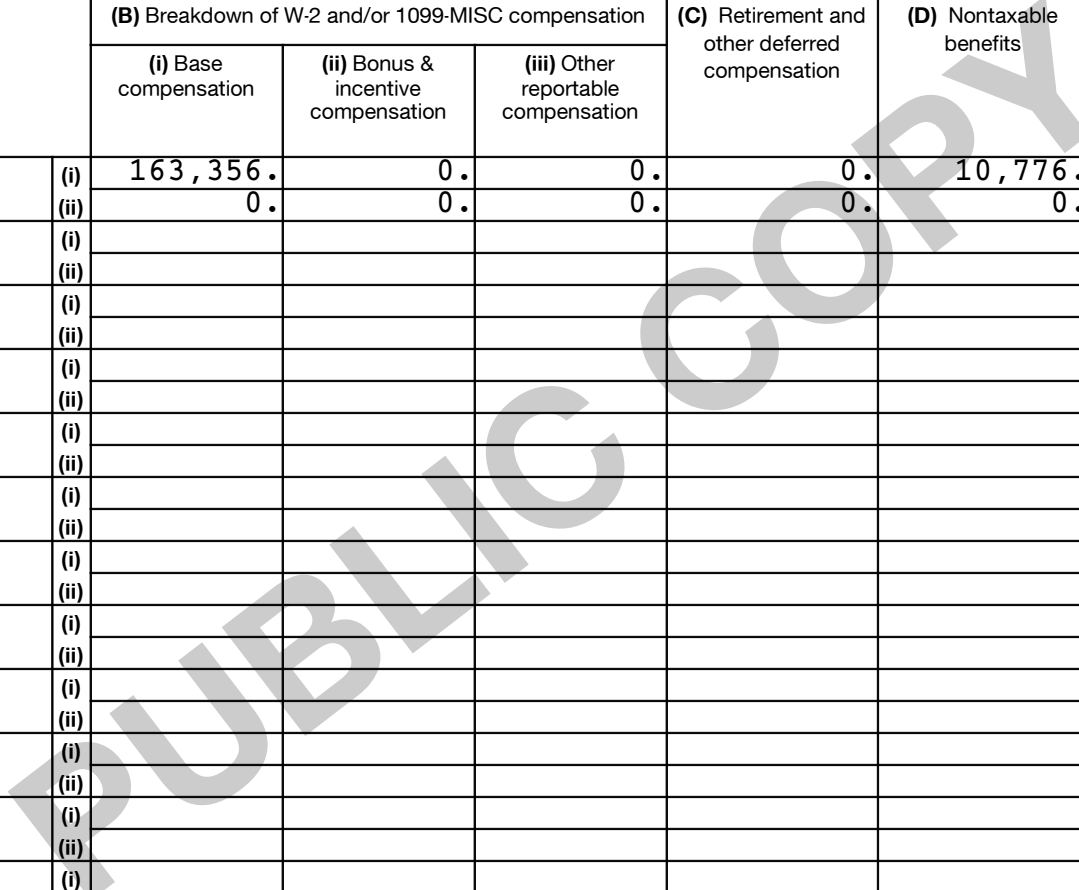 (B) Breakdown of W-2 and/or 1099-MISC compensation
(C) Retirement and
other deferred
compensation
(D) Nontaxable
benefits
(i) Base
compensation
(ii) Bonus &
incentive
compensation
(iii) Other
reportable
compensation
(i) 163,356. 0. 0. 0. 10,776.
(ii) 0. 0. 0. 0. 0.
(i)
(ii)
(i)
(ii)
(i)
(ii)
(i)
(ii)
(i)
(ii)
(i)
(ii)
(i)
(ii)
(i)
(ii)
(i)
(ii)
(i)
(ii)
(i)
PUBLIC COPY